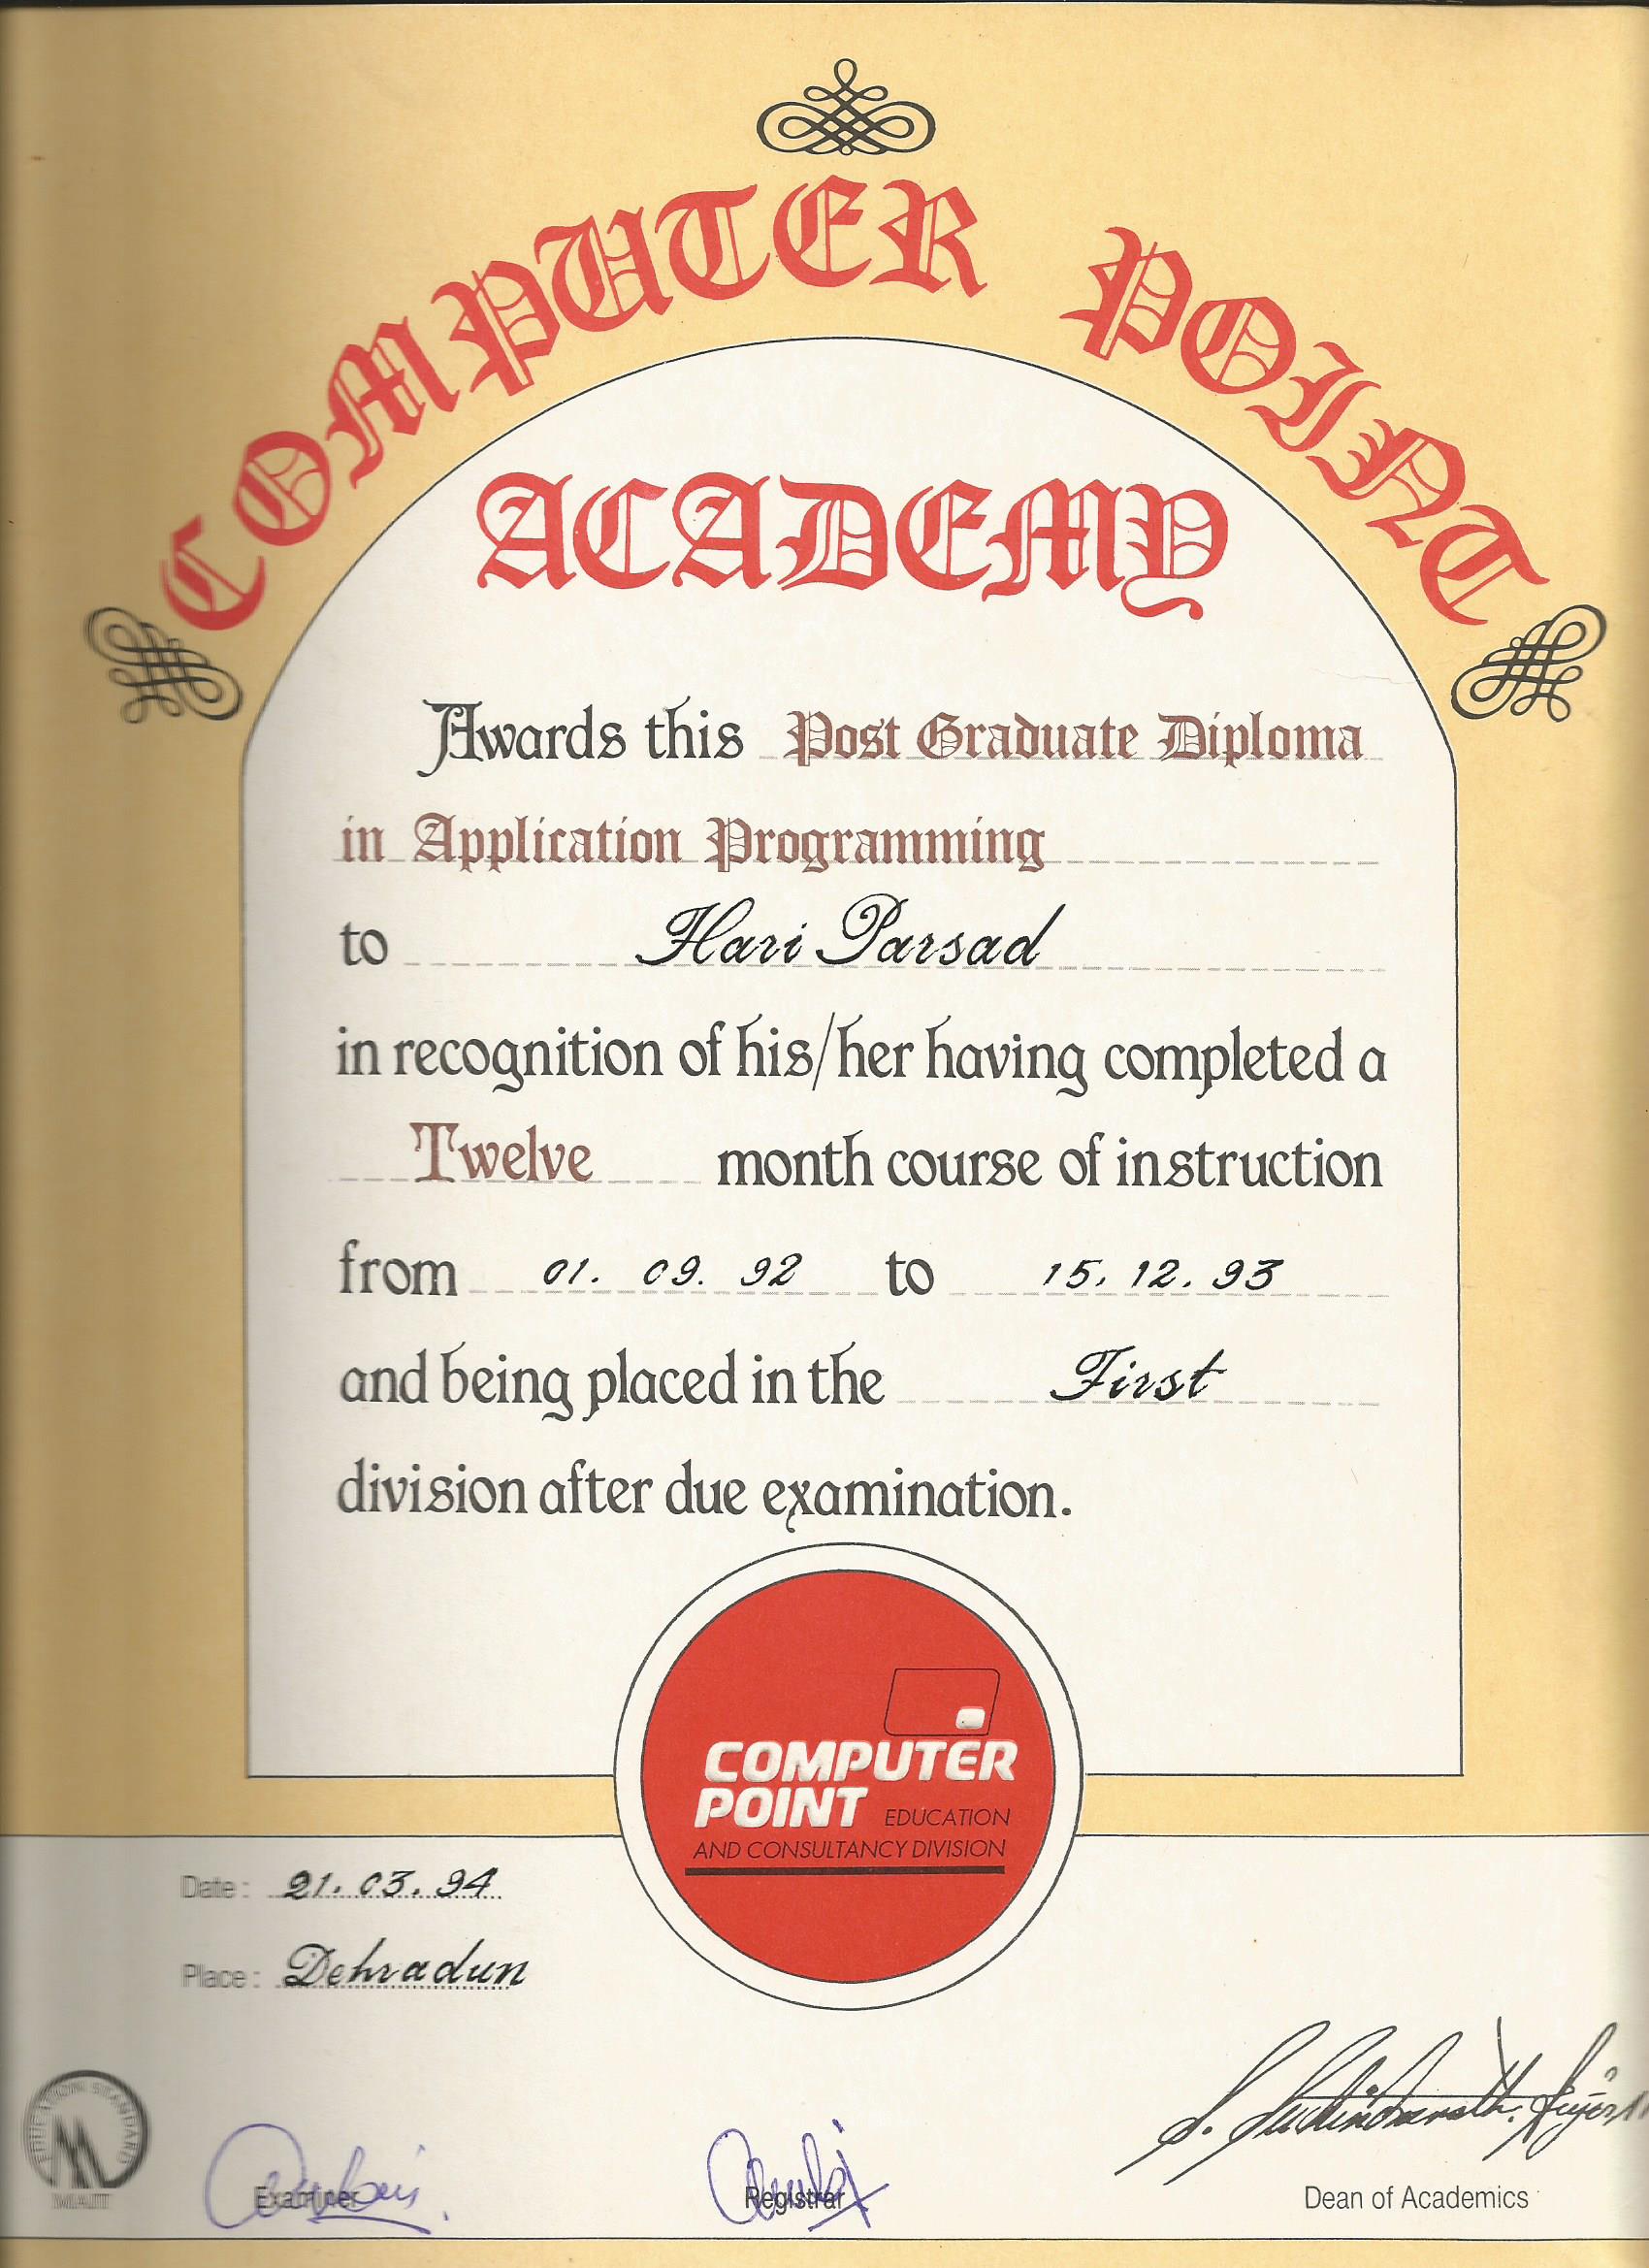 COMPUTER POINT
ACADEMY
Awards this Post Graduate Diploma
in Application Programming
to Hari Parsad
in recognition of his/her having completed a
Twelve month course of instruction
from 01. 09. 92 to 15. 12. 93
and being placed in the First
division after due examination.
COMPUTER
POINT EDUCATION
AND CONSULTANCY DIVISION
Date: 21. 03. 94
Place: Dehradun
EDUCATION STANDARD
MAIT
Examiner
Registrar
Dean of Academics